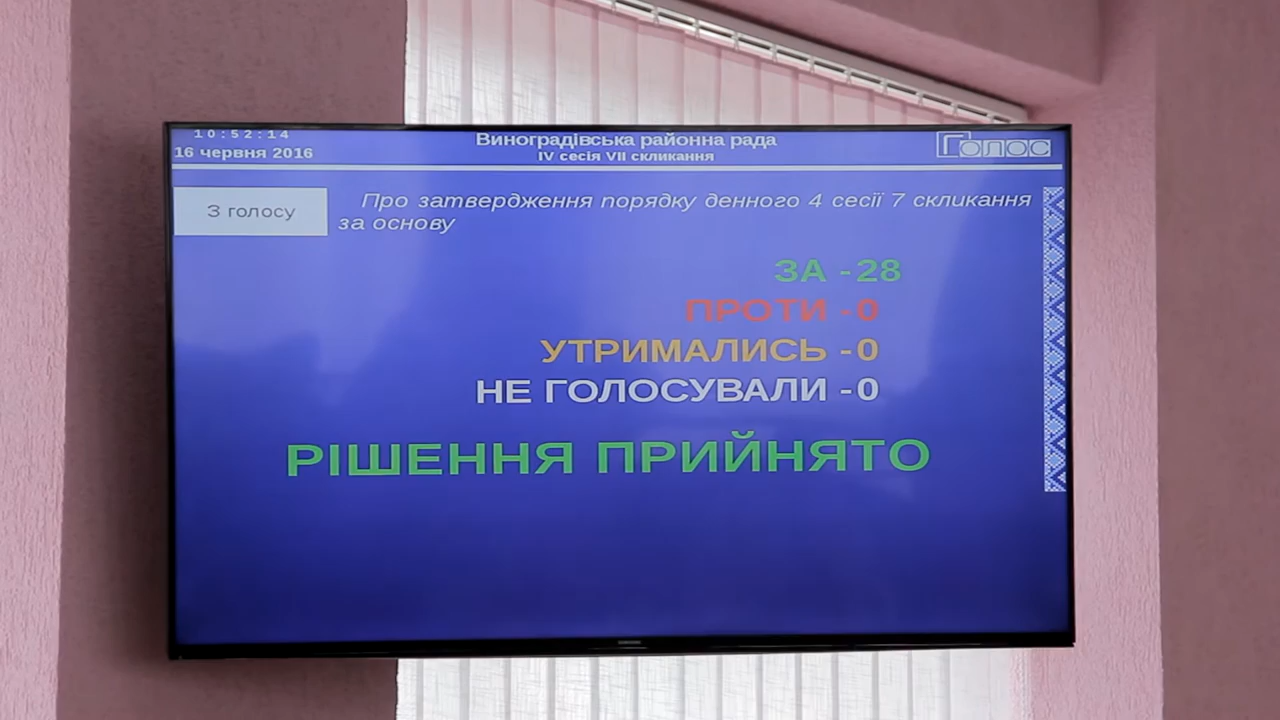 10:52:14
16 червня 2016
Виноградівська районна рада
IV сесія VII скликання
Голос
З голосу
Про затвердження порядку денного 4 сесії 7 скликання
за основу
ЗА - 28
ПРОТИ - 0
УТРИМАЛИСЬ - 0
НЕ ГОЛОСУВАЛИ - 0
РІШЕННЯ ПРИЙНЯТО